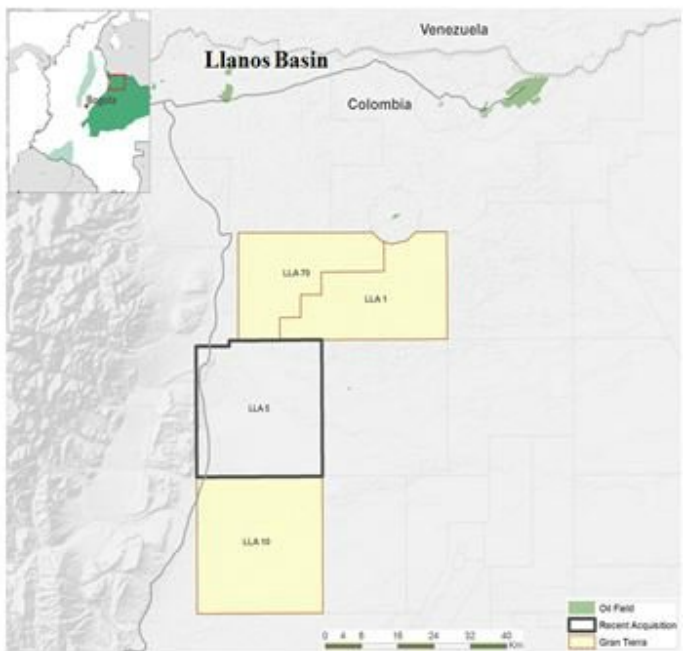 Venezuela
Llanos Basin
Bogota
Colombia
LLA 70
LLA 1
LLA 5
LLA 10
Oil Field
Recent Acquisition
Gran Tierra
0 4 8 16 24 32 40
Km